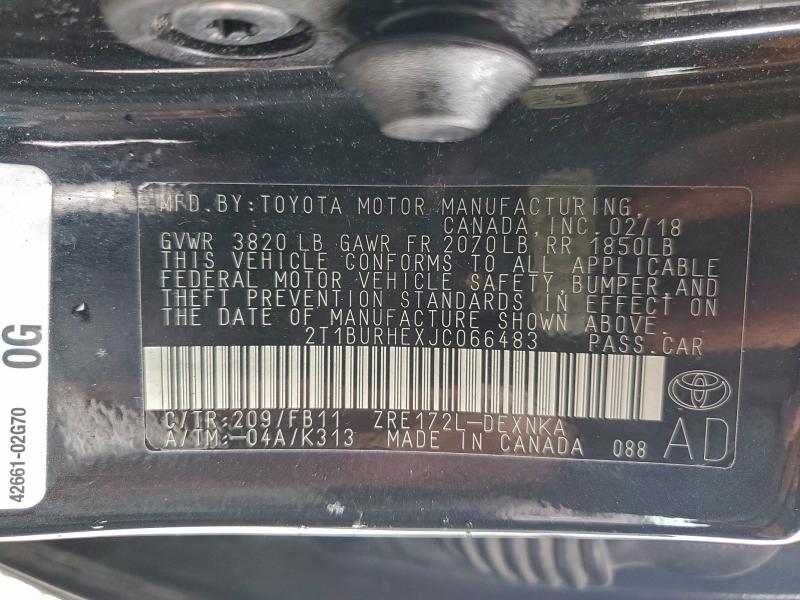 MFD. BY: TOYOTA MOTOR MANUFACTURING,
CANADA, INC. 02/18
GVWR 3820 LB GAWR FR 2070LB, RR 1850LB
THIS VEHICLE CONFORMS TO ALL APPLICABLE
FEDERAL MOTOR VEHICLE SAFETY, BUMPER, AND
THEFT PREVENTION STANDARDS IN EFFECT ON
THE DATE OF MANUFACTURE SHOWN ABOVE.
2T1BURHEXJC066483 PASS. CAR
C/TR: 209/FB11 ZRE172L-DEXNKA
A/TM: -04A/K313 MADE IN CANADA 088
AD
0G
42661-02G70